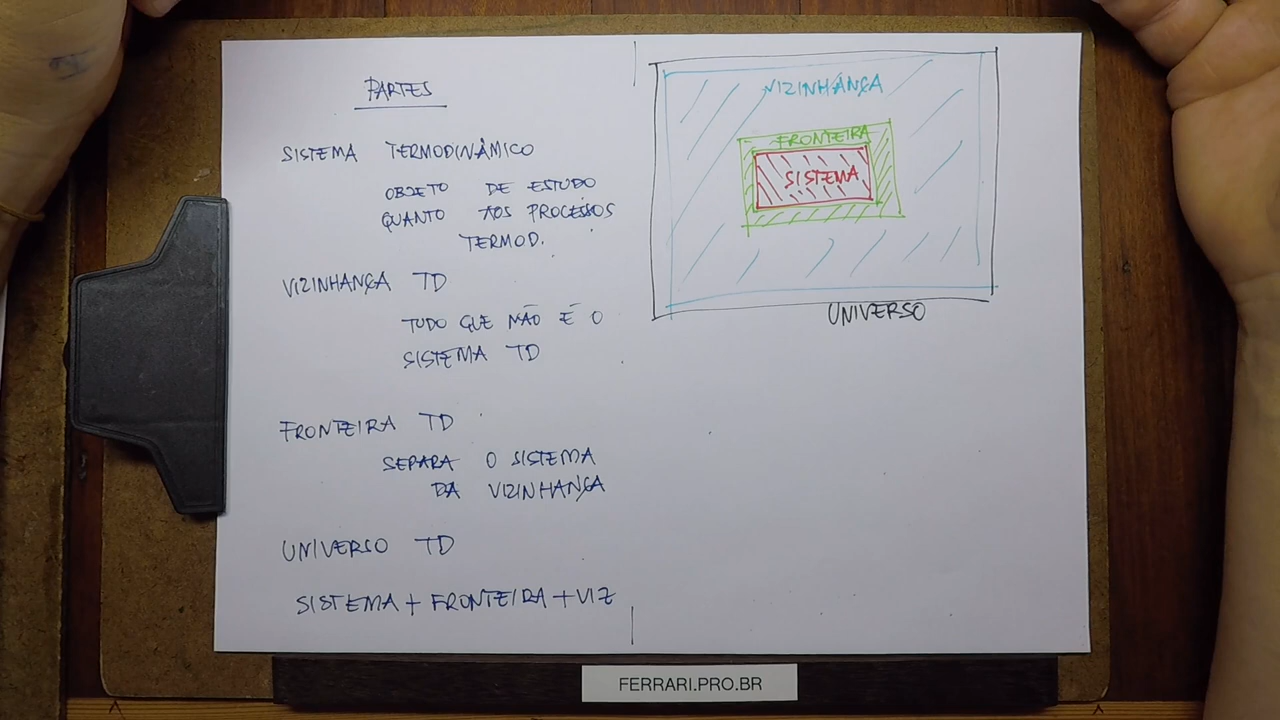 PARTES
SISTEMA TERMODINÂMICO
OBJETO DE ESTUDO
QUANTO AOS PROCESSOS
TERMOD.
VIZINHANÇA TD
TUDO QUE NÃO É O
SISTEMA TD
FRONTEIRA TD
SEPARA O SISTEMA
DA VIZINHANÇA
UNIVERSO TD
SISTEMA + FRONTEIRA + VIZ
VIZINHANÇA
FRONTEIRA
SISTEMA
UNIVERSO
FERRARI.PRO.BR